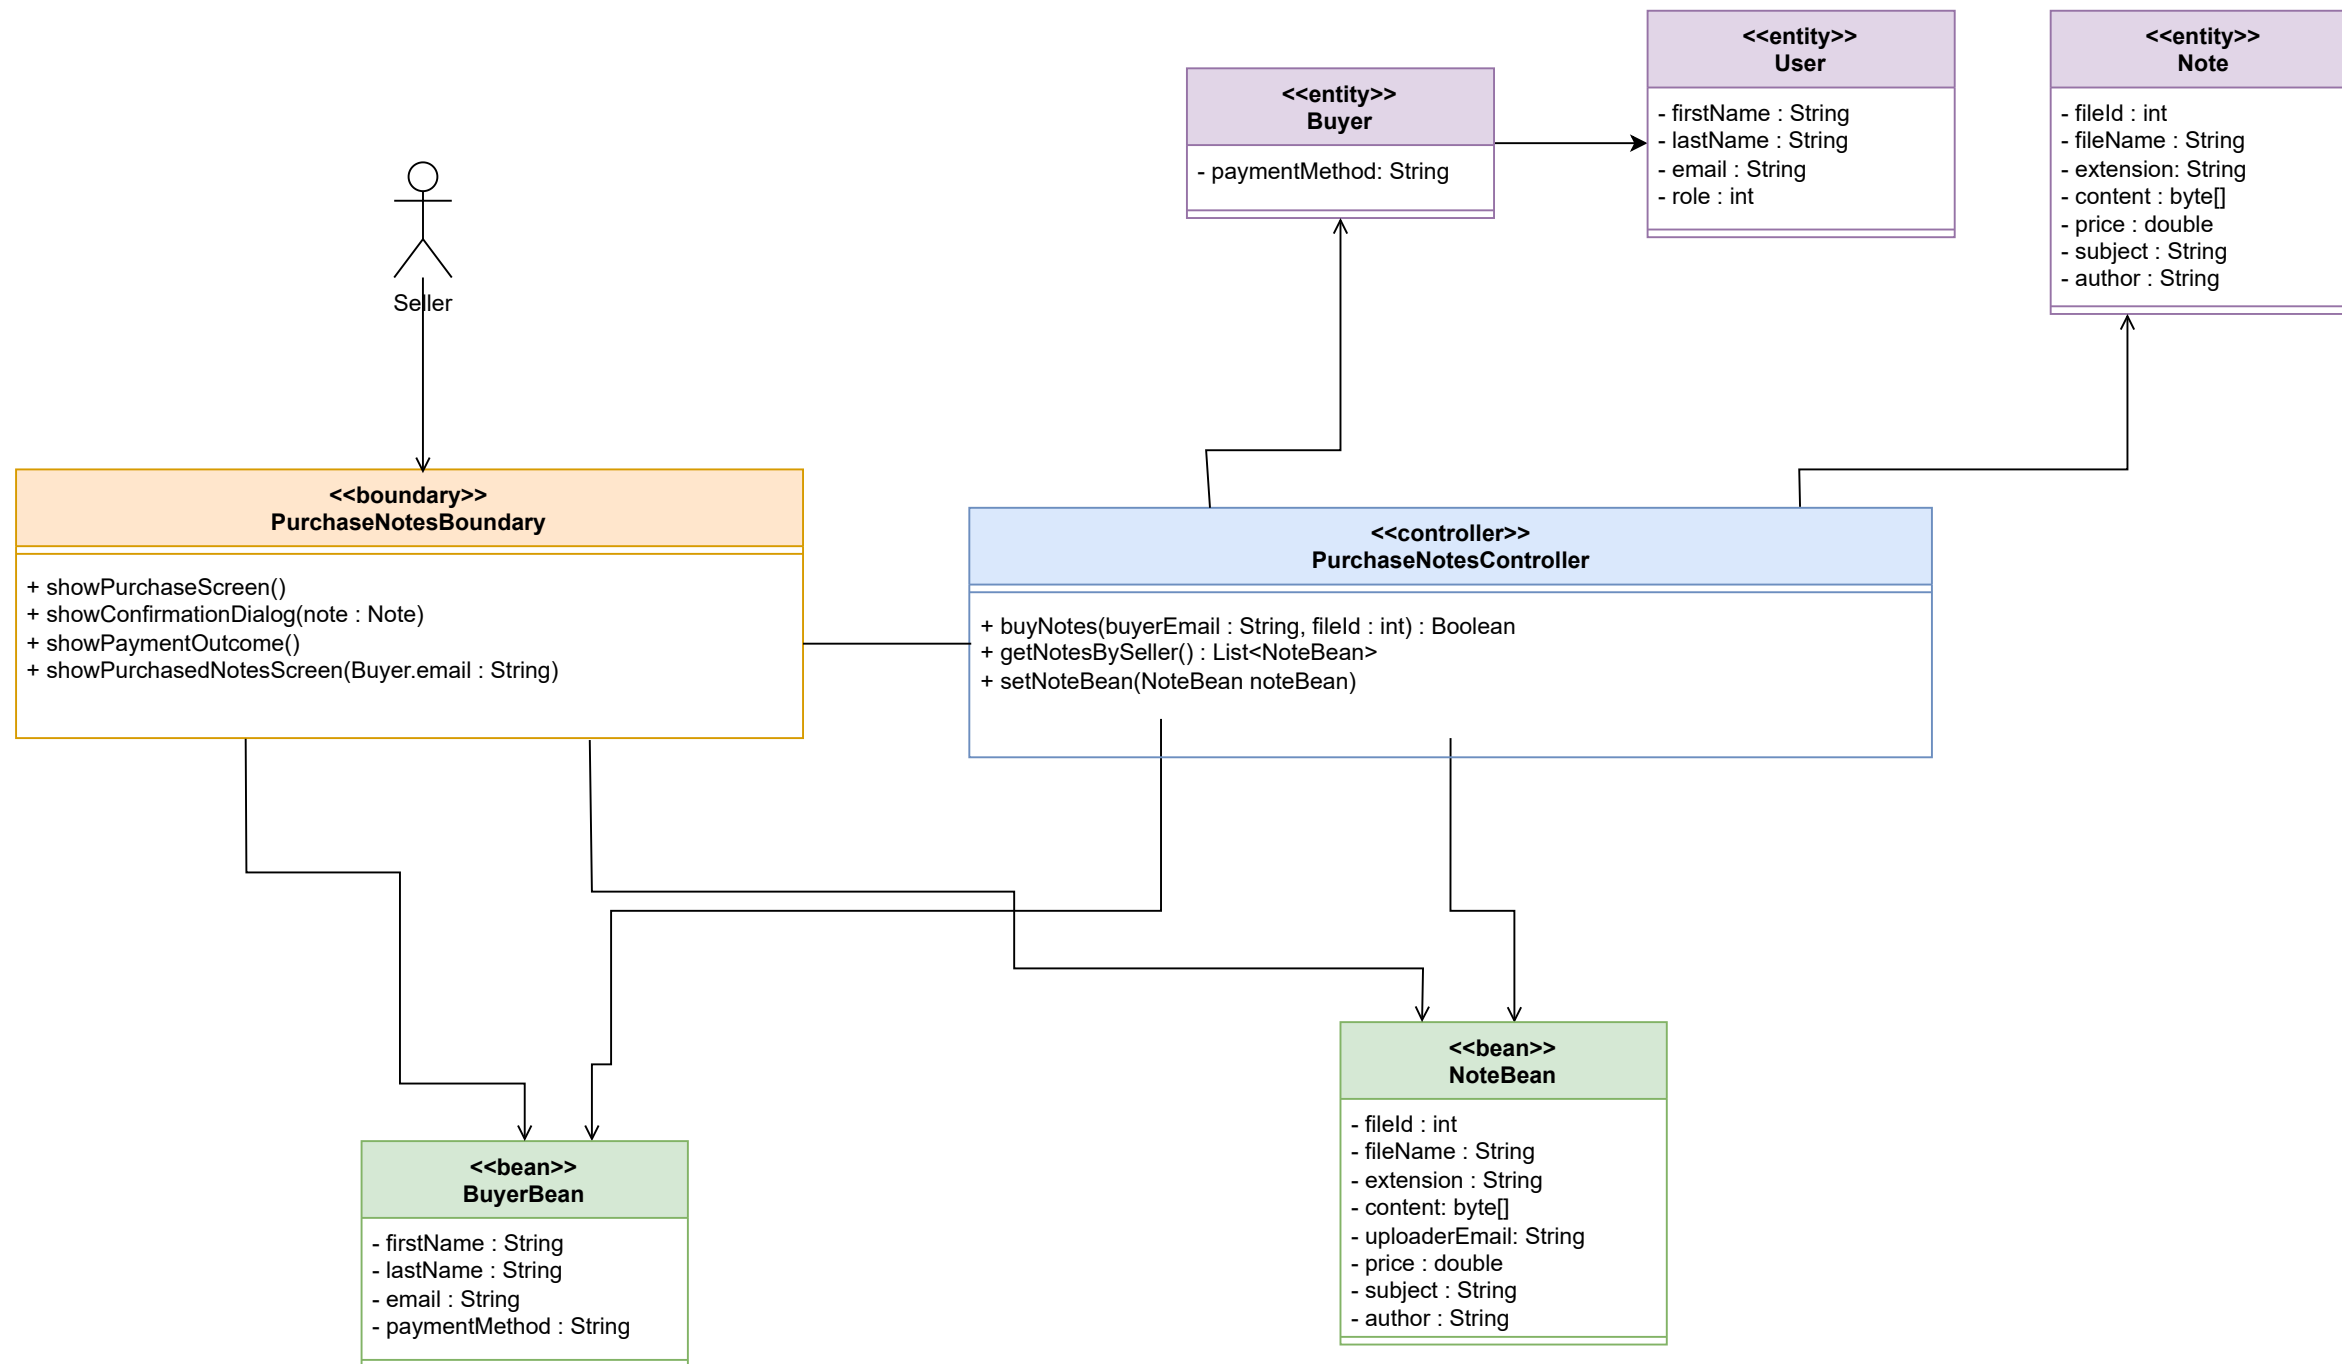 <<entity>>
User
- firstName : String
- lastName : String
- email : String
- role : int
<<entity>>
Note
- fileId : int
- fileName : String
- extension: String
- content : byte[]
- price : double
- subject : String
- author : String
<<entity>>
Buyer
- paymentMethod: String
Seller
<<boundary>>
PurchaseNotesBoundary
+ showPurchaseScreen()
+ showConfirmationDialog(note : Note)
+ showPaymentOutcome()
+ showPurchasedNotesScreen(Buyer.email : String)
<<controller>>
PurchaseNotesController
+ buyNotes(buyerEmail : String, fileId : int) : Boolean
+ getNotesBySeller() : List<NoteBean>
+ setNoteBean(NoteBean noteBean)
<<bean>>
NoteBean
- fileId : int
- fileName : String
- extension : String
- content: byte[]
- uploaderEmail: String
- price : double
- subject : String
- author : String
<<bean>>
BuyerBean
- firstName : String
- lastName : String
- email : String
- paymentMethod : String